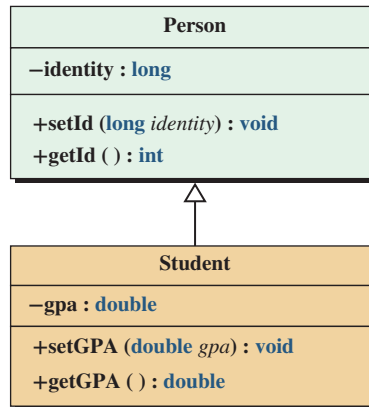 Person
−identity : long
+setId (long identity) : void
+getId ( ) : int
Student
−gpa : double
+setGPA (double gpa) : void
+getGPA ( ) : double